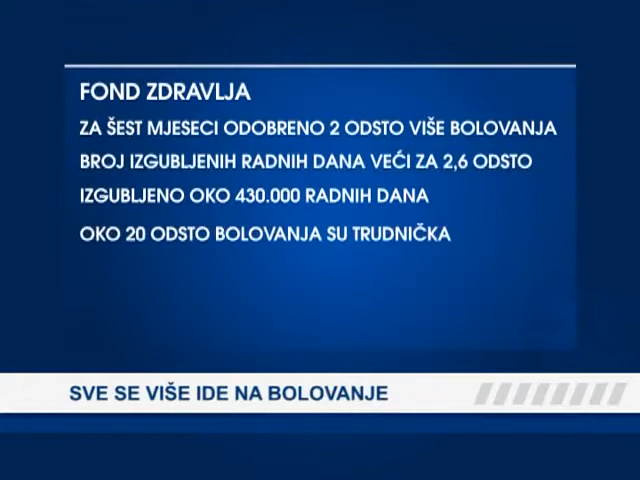 FOND ZDRAVLJA
ZA ŠEST MJESECI ODOBRENO 2 ODSTO VIŠE BOLOVANJA
BROJ IZGUBLJENIH RADNIH DANA VEĆI ZA 2,6 ODSTO
IZGUBLJENO OKO 430.000 RADNIH DANA
OKO 20 ODSTO BOLOVANJA SU TRUDNIČKA
SVE SE VIŠE IDE NA BOLOVANJE